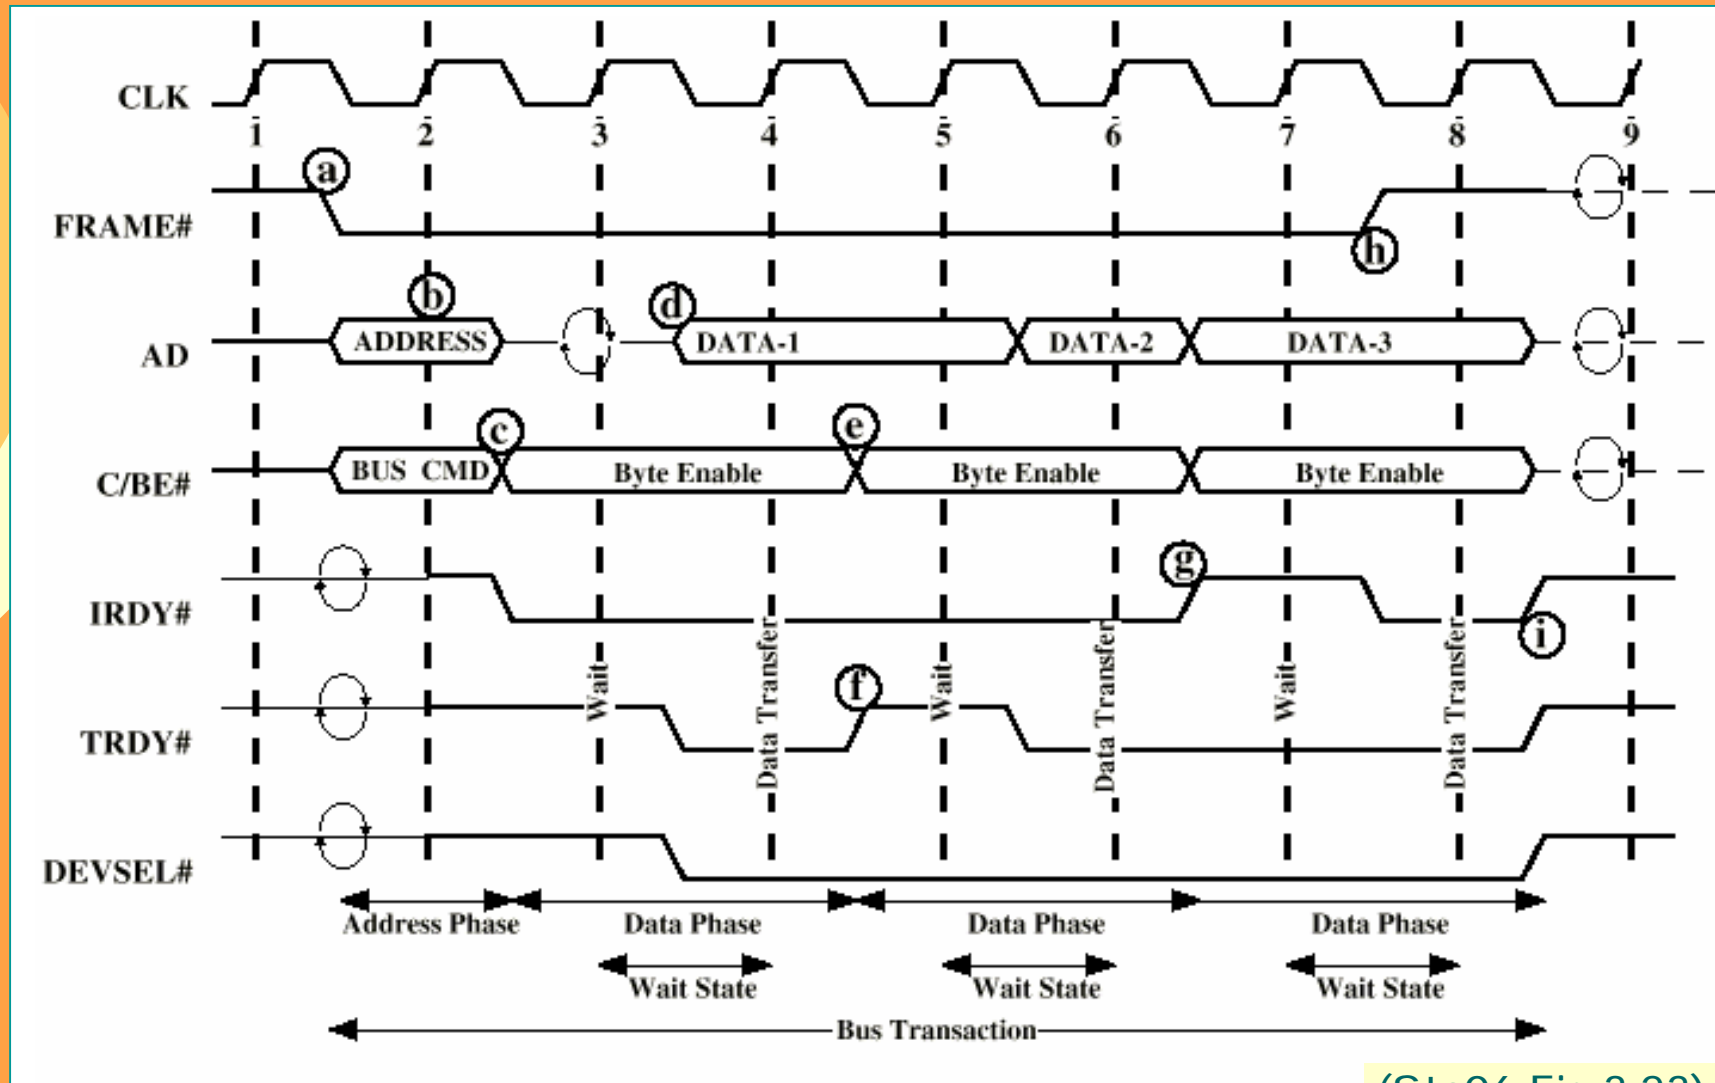 CLK
1 2 3 4 5 6 7 8 9
a
FRAME#
h
b
d
AD
ADDRESS
DATA-1
DATA-2
DATA-3
c
e
C/BE#
BUS CMD
Byte Enable
Byte Enable
Byte Enable
g
IRDY#
i
Wait
Data Transfer
f
Wait
Data Transfer
Wait
Data Transfer
TRDY#
DEVSEL#
Address Phase
Data Phase
Data Phase
Data Phase
Wait State
Wait State
Wait State
Bus Transaction